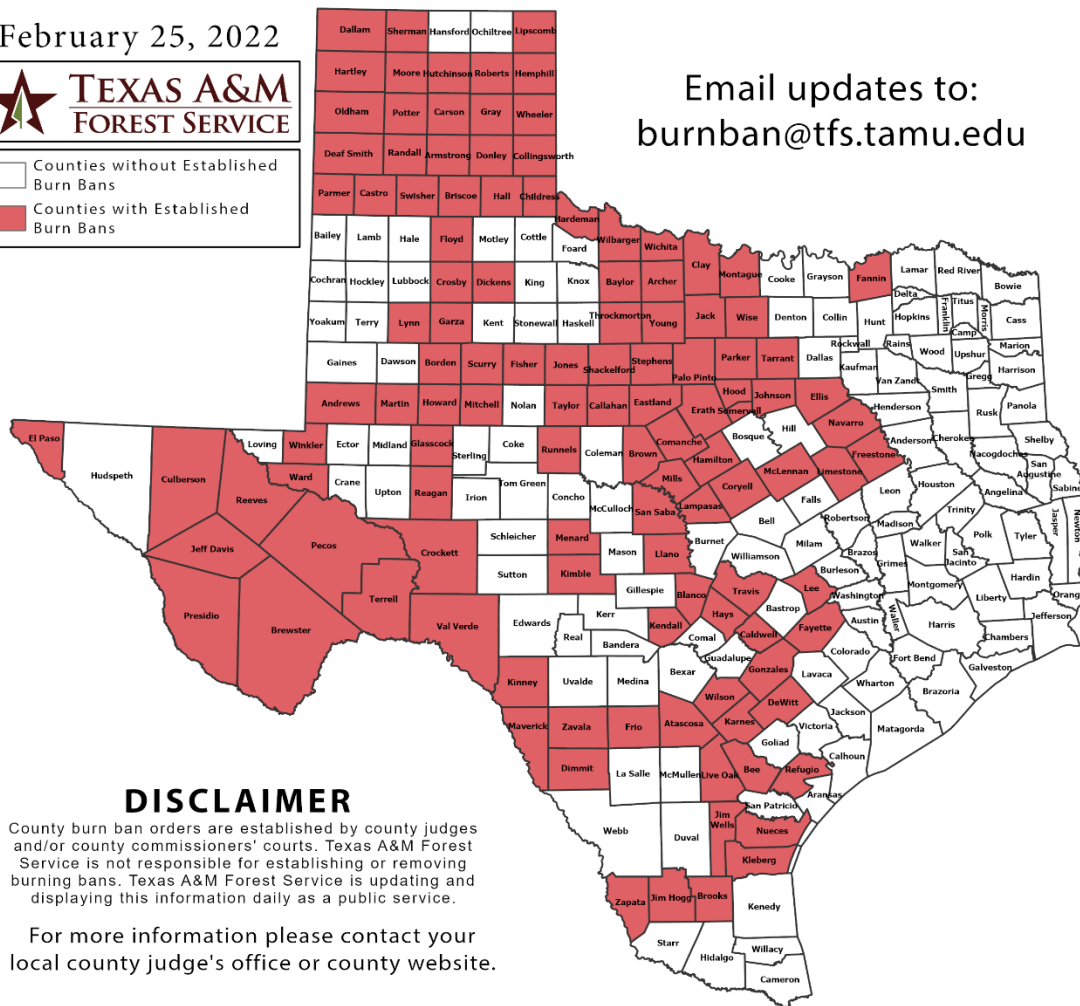 February 25, 2022
TEXAS A&M
FOREST SERVICE
Counties without Established
Burn Bans
Counties with Established
Burn Bans
Email updates to:
burnban@tfs.tamu.edu
Dallam Sherman Hansford Ochiltree Lipscomb
Hartley Moore Hutchinson Roberts Hemphill
Oldham Potter Carson Gray Wheeler
Deaf Smith Randall Armstrong Donley Collingsworth
Parmer Castro Swisher Briscoe Hall Childress
Hardeman
Bailey Lamb Hale Floyd Motley Cottle Foard Wilbarger Wichita
Clay Montague Cooke Grayson Fannin Lamar Red River Bowie
Cochran Hockley Lubbock Crosby Dickens King Knox Baylor Archer
Delta Franklin Titus Morris Cass
Yoakum Terry Lynn Garza Kent Stonewall Haskell Throckmorton Young Jack Wise Denton Collin Hunt Hopkins Camp
Rockwall Rains Wood Upshur Marion
Gaines Dawson Borden Scurry Fisher Jones Shackelford Stephens Palo Pinto Parker Tarrant Dallas Kaufman Van Zandt Gregg Harrison
Smith
Andrews Martin Howard Mitchell Nolan Taylor Callahan Eastland Erath Hood Somervell Johnson Ellis Henderson Rusk Panola
El Paso Hudspeth Culberson Loving Winkler Ector Midland Glasscock Sterling Coke Runnels Coleman Brown Comanche Bosque Hill Navarro Anderson Cherokee Shelby
Nacogdoches
Reeves Ward Crane Upton Reagan Irion Tom Green Concho McCulloch Mills Hamilton Coryell McLennan Limestone Freestone San Augustine Sabine
San Saba Lampasas Falls Leon Houston Angelina
Jeff Davis Pecos Crockett Schleicher Menard Mason Llano Burnet Bell Robertson Madison Trinity Polk Tyler Jasper Newton
Williamson Milam Brazos Grimes Walker San Jacinto
Presidio Brewster Terrell Val Verde Sutton Kimble Gillespie Blanco Travis Lee Burleson Washington Montgomery Liberty Hardin Orange
Edwards Kerr Real Bandera Kendall Hays Bastrop Fayette Austin Waller Harris Jefferson
Comal Caldwell Colorado Chambers
Kinney Uvalde Medina Bexar Guadalupe Gonzales Lavaca Fort Bend Galveston
Wharton Brazoria
Maverick Zavala Frio Atascosa Wilson Karnes DeWitt Victoria Jackson Matagorda
Goliad Calhoun
Dimmit La Salle McMullen Live Oak Bee Refugio
Aransas
San Patricio
Webb Duval Jim Wells Nueces
Kleberg
Zapata Jim Hogg Brooks Kenedy
Starr Hidalgo Willacy
Cameron
DISCLAIMER
County burn ban orders are established by county judges
and/or county commissioners' courts. Texas A&M Forest
Service is not responsible for establishing or removing
burning bans. Texas A&M Forest Service is updating and
displaying this information daily as a public service.
For more information please contact your
local county judge's office or county website.